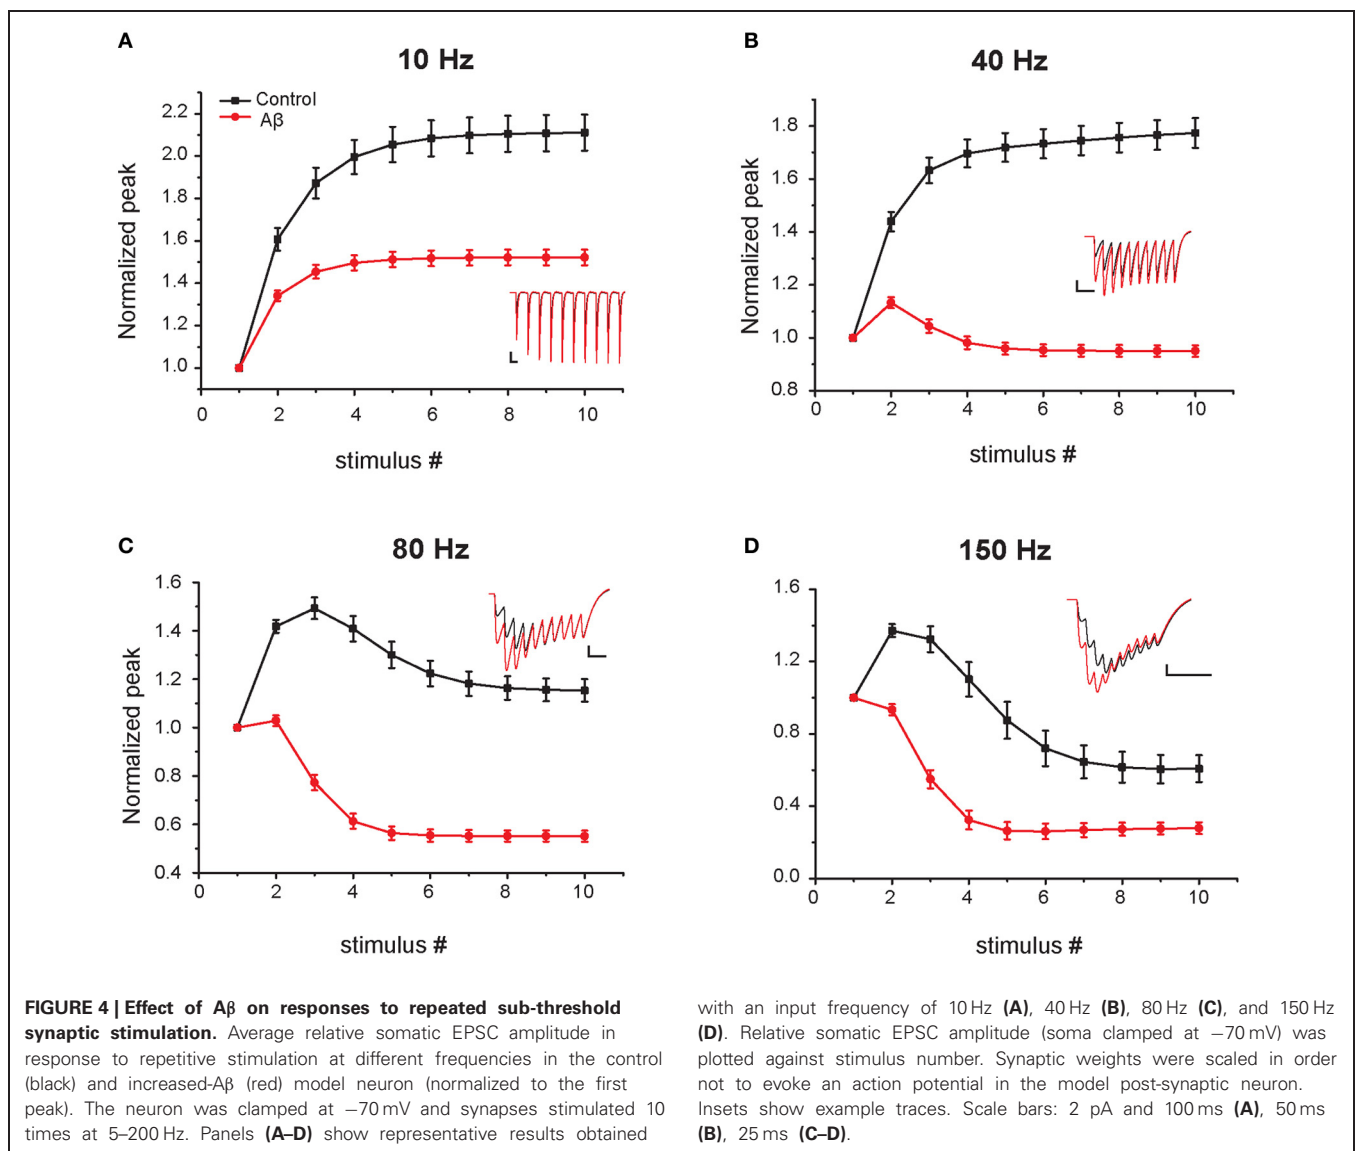 A
10 Hz
Control
Aβ
2.2
2.0
1.8
1.6
1.4
1.2
1.0
Normalized peak
0 2 4 6 8 10
stimulus #
B
40 Hz
1.8
1.6
1.4
1.2
1.0
0.8
Normalized peak
0 2 4 6 8 10
stimulus #
C
80 Hz
1.6
1.4
1.2
1.0
0.8
0.6
0.4
Normalized peak
0 2 4 6 8 10
stimulus #
D
150 Hz
1.6
1.2
0.8
0.4
0.0
0 2 4 6 8 10
stimulus #
FIGURE 4 | Effect of Aβ on responses to repeated sub-threshold
synaptic stimulation. Average relative somatic EPSC amplitude in
response to repetitive stimulation at different frequencies in the control
(black) and increased-Aβ (red) model neuron (normalized to the first
peak). The neuron was clamped at −70 mV and synapses stimulated 10
times at 5–200 Hz. Panels (A–D) show representative results obtained
with an input frequency of 10 Hz (A), 40 Hz (B), 80 Hz (C), and 150 Hz
(D). Relative somatic EPSC amplitude (soma clamped at −70 mV) was
plotted against stimulus number. Synaptic weights were scaled in order
not to evoke an action potential in the model post-synaptic neuron.
Insets show example traces. Scale bars: 2 pA and 100 ms (A), 50 ms
(B), 25 ms (C–D).